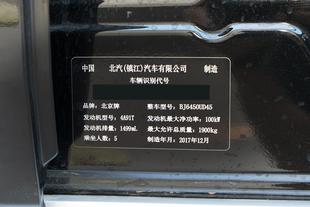 中国 北汽(镇江)汽车有限公司 制造
车辆识别代号
品牌：北京牌 整车型号：BJ6450UD45
发动机型号：4A91T 发动机最大净功率：100kW
发动机排量：1499mL 最大允许总质量：1900kg
乘坐人数：5 制造年月：2017年12月